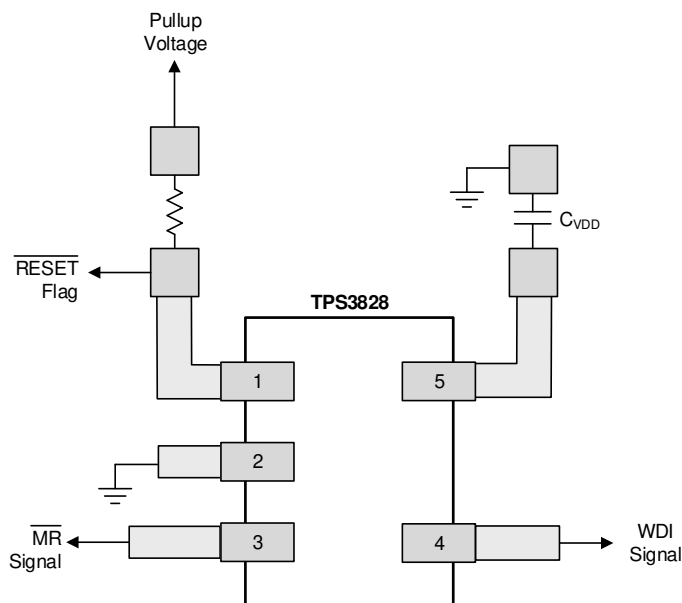 Pullup
Voltage
RESET
Flag
CVDD
TPS3828
1
5
2
MR
Signal
3
4
WDI
Signal